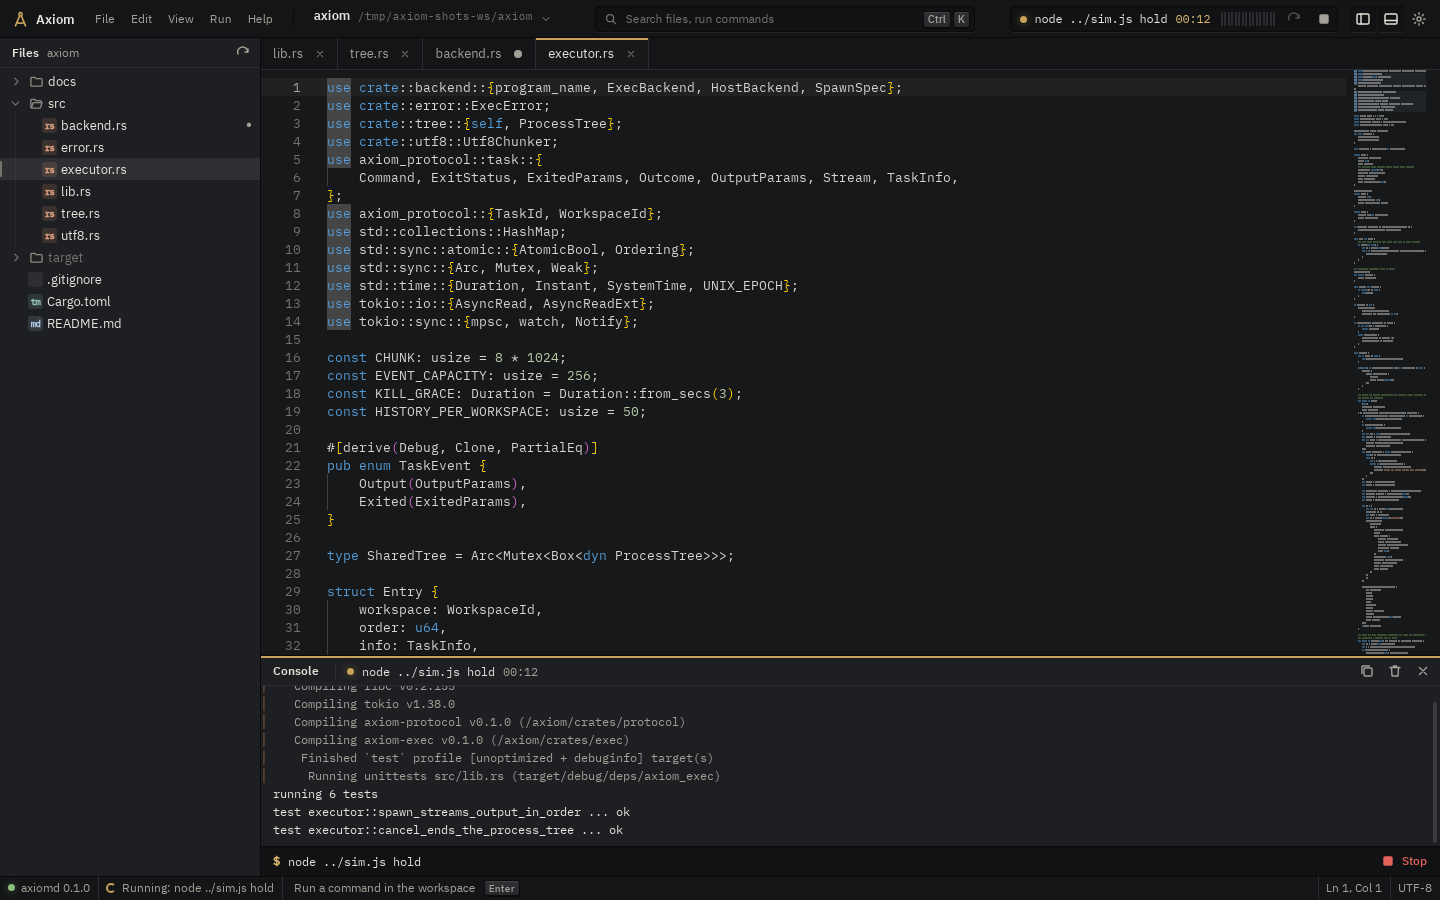 Axiom File Edit View Run Help axiom /tmp/axiom-shots-ws/axiom Search files, run commands Ctrl K node ../sim.js hold 00:12
Files axiom
docs
src
rs backend.rs
rs error.rs
rs executor.rs
rs lib.rs
rs tree.rs
rs utf8.rs
target
.gitignore
Cargo.toml
md README.md
lib.rs tree.rs backend.rs executor.rs
1 use crate::backend::{program_name, ExecBackend, HostBackend, SpawnSpec};
2 use crate::error::ExecError;
3 use crate::tree::{self, ProcessTree};
4 use crate::utf8::Utf8Chunker;
5 use axiom_protocol::task::{
6 Command, ExitStatus, ExitedParams, Outcome, OutputParams, Stream, TaskInfo,
7 };
8 use axiom_protocol::{TaskId, WorkspaceId};
9 use std::collections::HashMap;
10 use std::sync::atomic::{AtomicBool, Ordering};
11 use std::sync::{Arc, Mutex, Weak};
12 use std::time::{Duration, Instant, SystemTime, UNIX_EPOCH};
13 use tokio::io::{AsyncRead, AsyncReadExt};
14 use tokio::sync::{mpsc, watch, Notify};
15
16 const CHUNK: usize = 8 * 1024;
17 const EVENT_CAPACITY: usize = 256;
18 const KILL_GRACE: Duration = Duration::from_secs(3);
19 const HISTORY_PER_WORKSPACE: usize = 50;
20
21 #[derive(Debug, Clone, PartialEq)]
22 pub enum TaskEvent {
23 Output(OutputParams),
24 Exited(ExitedParams),
25 }
26
27 type SharedTree = Arc<Mutex<Box<dyn ProcessTree>>>;
28
29 struct Entry {
30 workspace: WorkspaceId,
31 order: u64,
32 info: TaskInfo,
Console node ../sim.js hold 00:12
Compiling libc v0.2.155
Compiling tokio v1.38.0
Compiling axiom-protocol v0.1.0 (/axiom/crates/protocol)
Compiling axiom-exec v0.1.0 (/axiom/crates/exec)
Finished `test` profile [unoptimized + debuginfo] target(s)
Running unittests src/lib.rs (target/debug/deps/axiom_exec)
running 6 tests
test executor::spawn_streams_output_in_order ... ok
test executor::cancel_ends_the_process_tree ... ok
$ node ../sim.js hold Stop
axiomd 0.1.0 Running: node ../sim.js hold Run a command in the workspace Enter Ln 1, Col 1 UTF-8